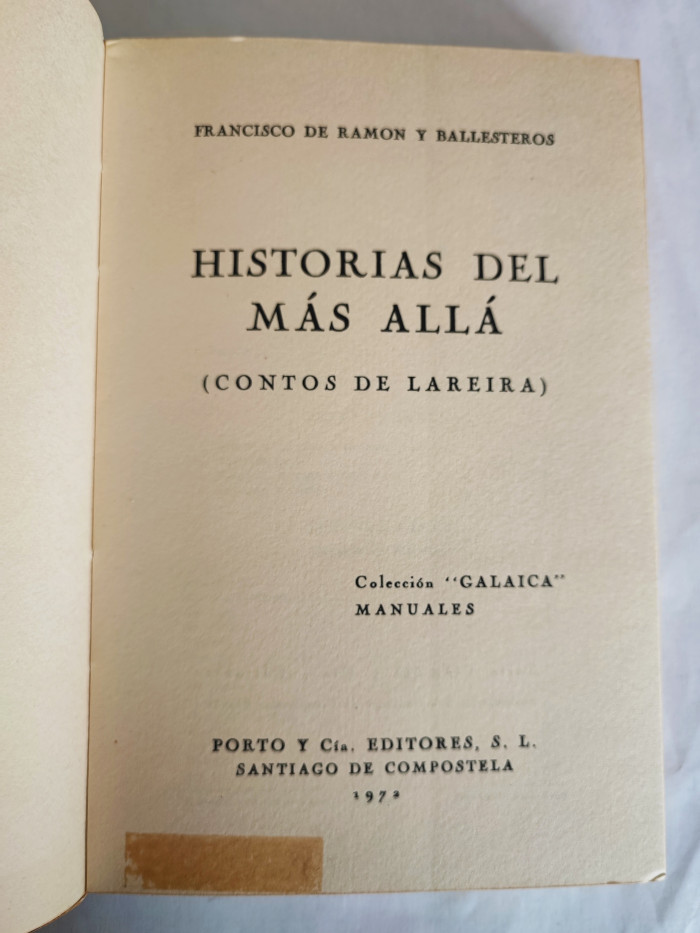 FRANCISCO DE RAMON Y BALLESTEROS
HISTORIAS DEL
MÁS ALLÁ
(CONTOS DE LAREIRA)
Colección "GALAICA"
MANUALES
PORTO Y Cía. EDITORES, S. L.
SANTIAGO DE COMPOSTELA
1972